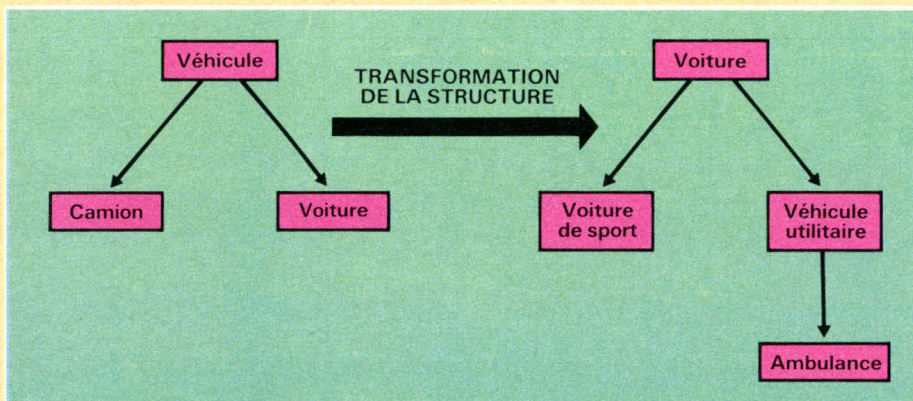 Véhicule
TRANSFORMATION
DE LA STRUCTURE
Voiture
Camion
Voiture
Voiture
de sport
Véhicule
utilitaire
Ambulance